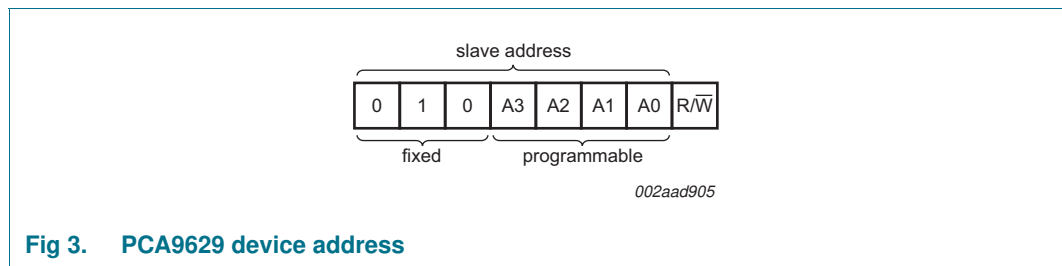 slave address
0 1 0 A3 A2 A1 A0 R/W̅
fixed programmable
002aad905
Fig 3. PCA9629 device address